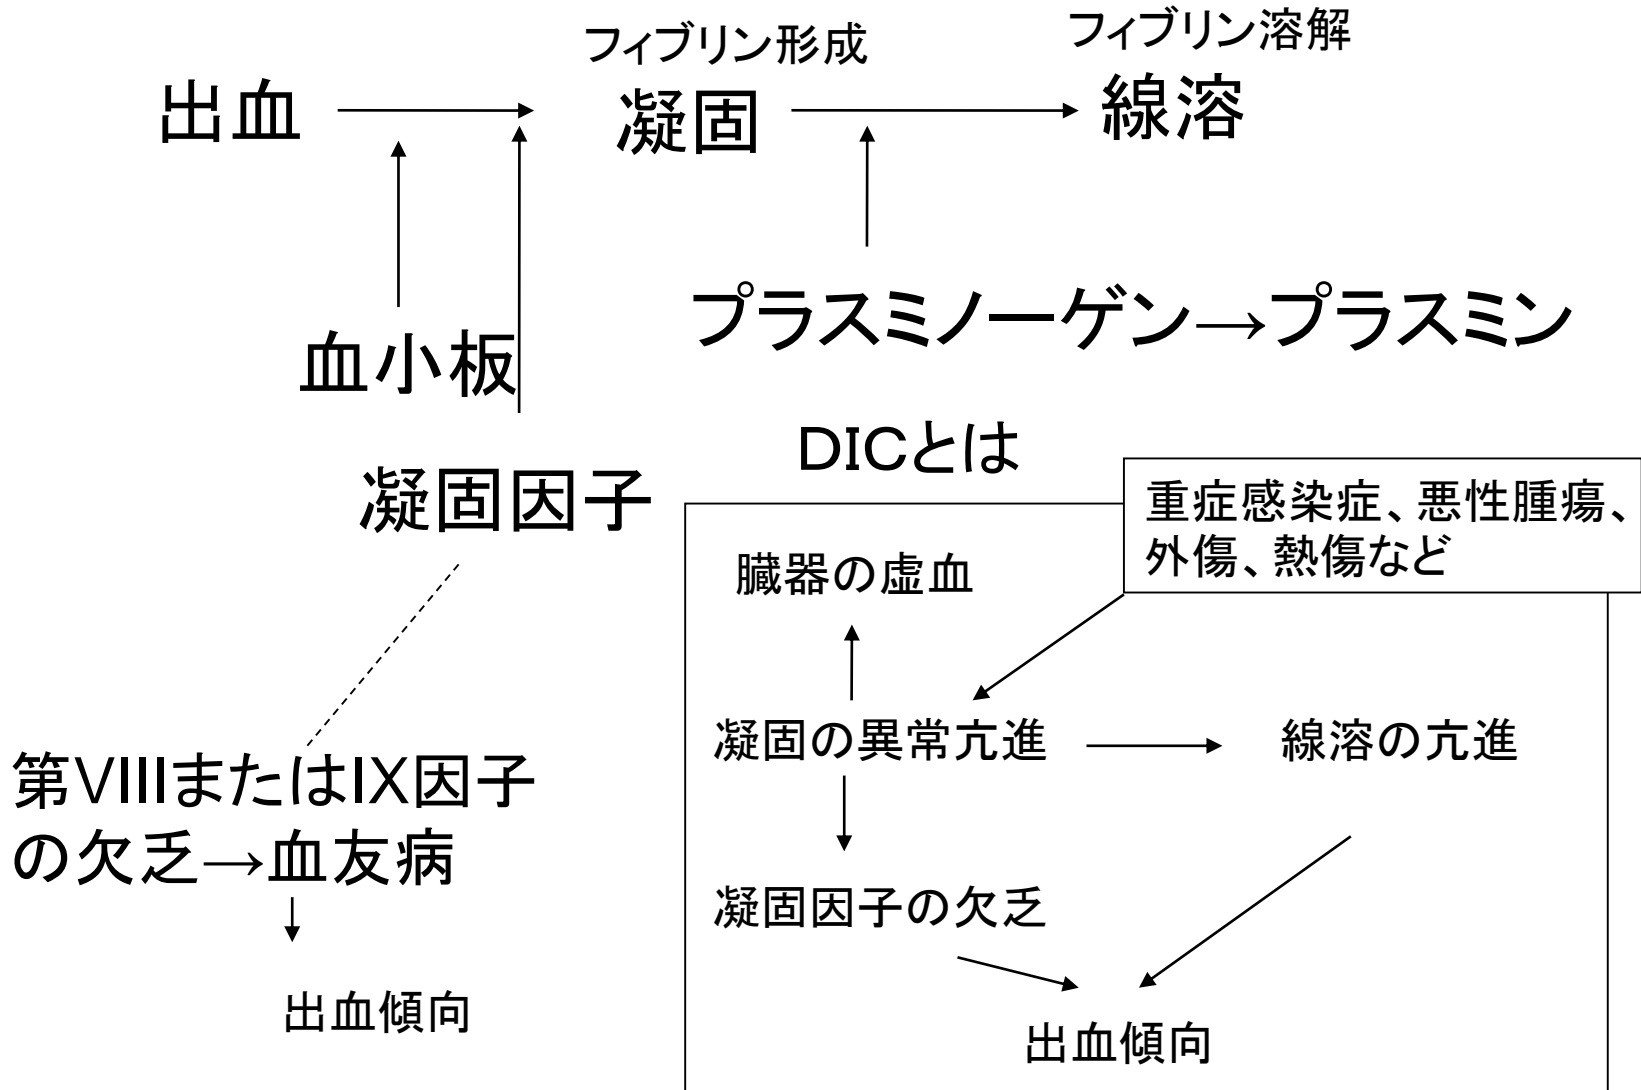 フィブリン形成
フィブリン溶解
出血
凝固
線溶
血小板
プラスミノーゲン→プラスミン
凝固因子
DICとは
重症感染症、悪性腫瘍、
外傷、熱傷など
臓器の虚血
凝固の異常亢進
線溶の亢進
凝固因子の欠乏
出血傾向
第VIIIまたはIX因子
の欠乏→血友病
出血傾向